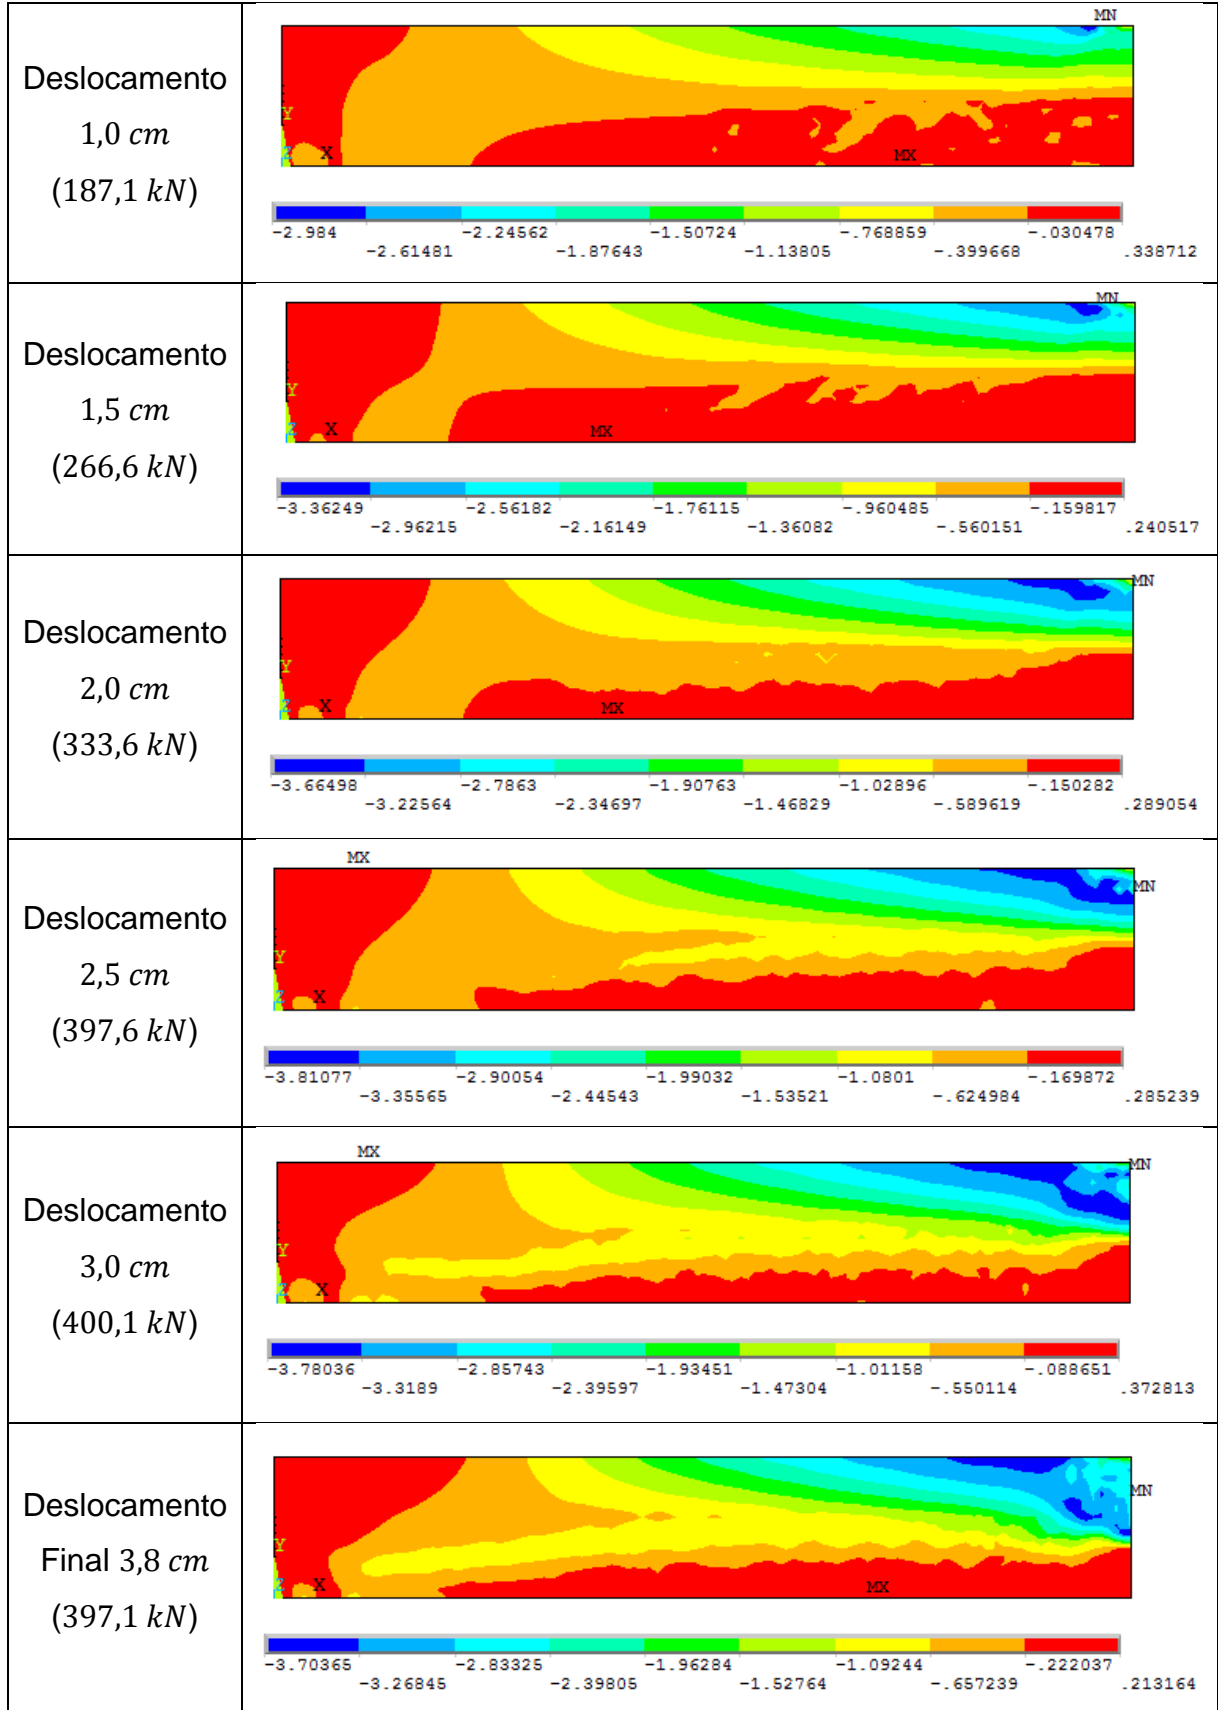 Deslocamento
1,0 cm
(187,1 kN)
MN
Y
Z X
MX
-2.984 -2.24562 -1.50724 -.768859 -.030478
-2.61481 -1.87643 -1.13805 -.399668 .338712
Deslocamento
1,5 cm
(266,6 kN)
MN
Y
Z X
MX
-3.36249 -2.56182 -1.76115 -.960485 -.159817
-2.96215 -2.16149 -1.36082 -.560151 .240517
Deslocamento
2,0 cm
(333,6 kN)
MN
Y
Z X
MX
-3.66498 -2.7863 -1.90763 -1.02896 -.150282
-3.22564 -2.34697 -1.46829 -.589619 .289054
Deslocamento
2,5 cm
(397,6 kN)
MX
MN
Y
Z X
-3.81077 -2.90054 -1.99032 -1.0801 -.169872
-3.35565 -2.44543 -1.53521 -.624984 .285239
Deslocamento
3,0 cm
(400,1 kN)
MX
MN
Y
Z X
-3.78036 -2.85743 -1.93451 -1.01158 -.088651
-3.3189 -2.39597 -1.47304 -.550114 .372813
Deslocamento
Final 3,8 cm
(397,1 kN)
MN
Y
Z X
MX
-3.70365 -2.83325 -1.96284 -1.09244 -.222037
-3.26845 -2.39805 -1.52764 -.657239 .213164